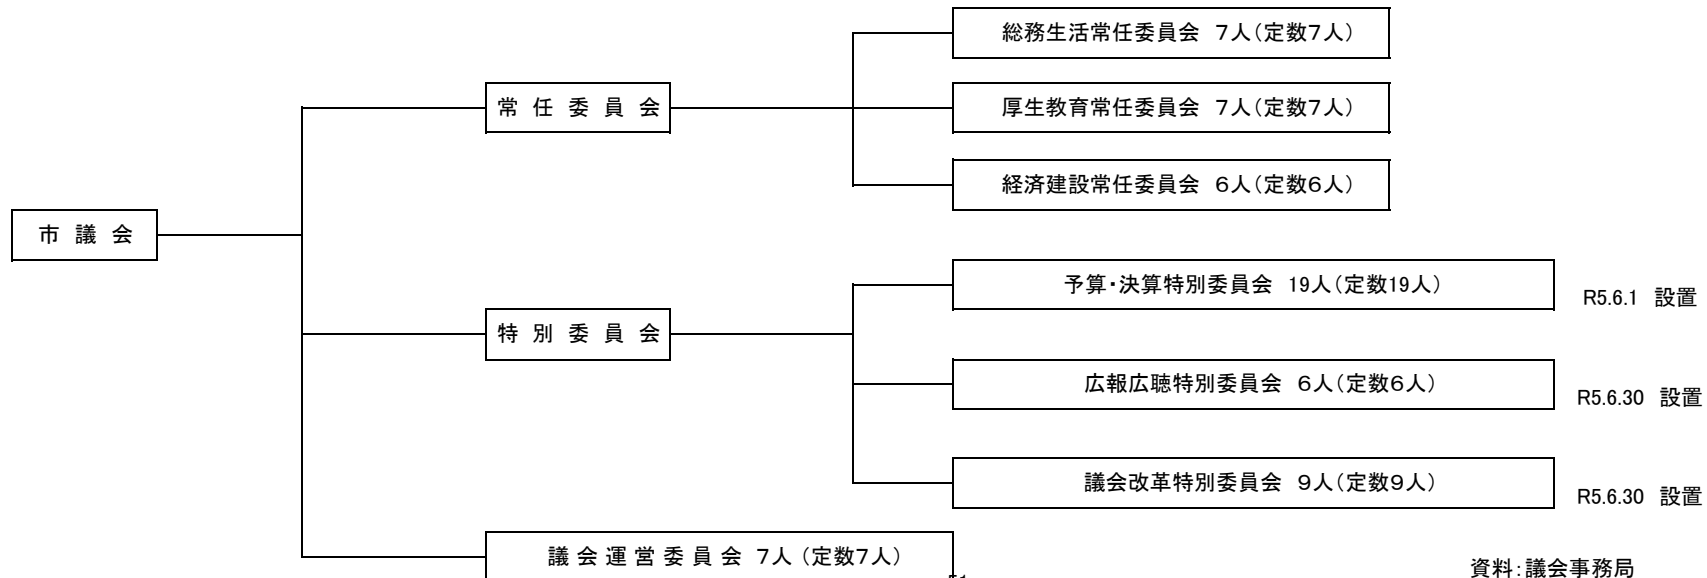 総務生活常任委員会 7人(定数7人)
常 任 委 員 会
厚生教育常任委員会 7人(定数7人)
経済建設常任委員会 6人(定数6人)
市 議 会
予算・決算特別委員会 19人(定数19人)
R5.6.1 設置
特 別 委 員 会
広報広聴特別委員会 6人(定数6人)
R5.6.30 設置
議会改革特別委員会 9人(定数9人)
R5.6.30 設置
議 会 運 営 委 員 会 7人 (定数7人)
資料:議会事務局